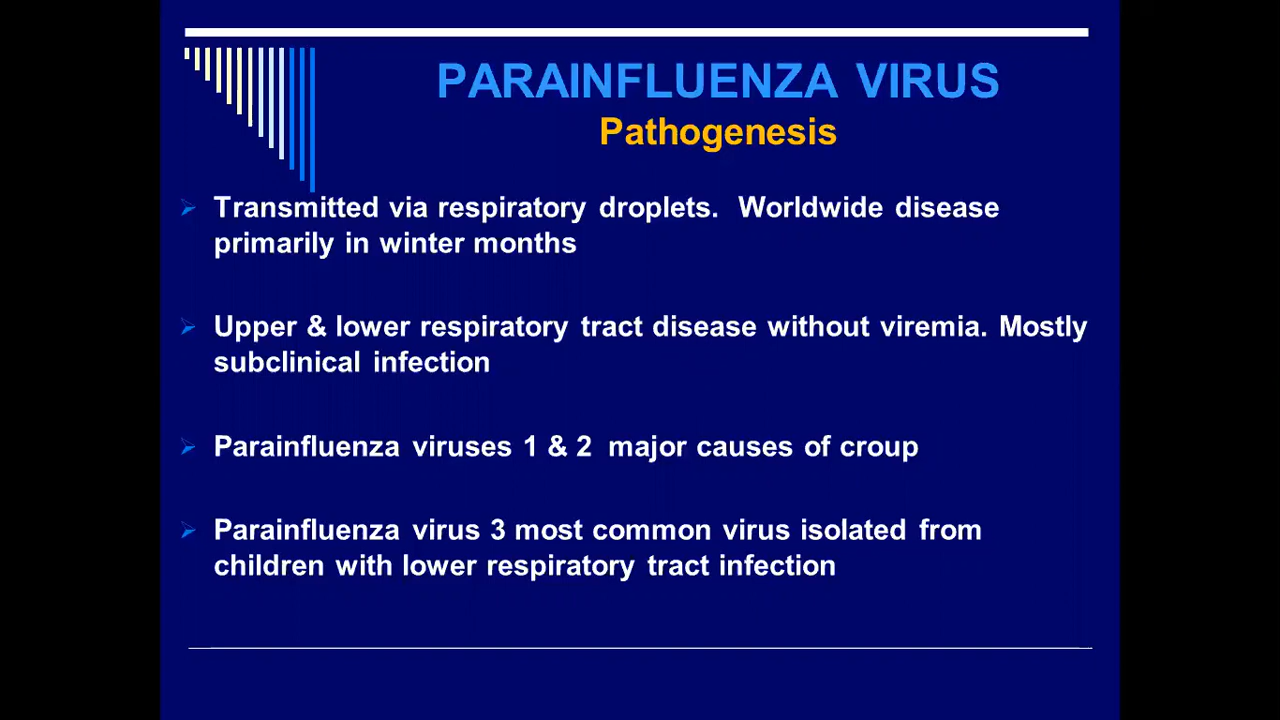 PARAINFLUENZA VIRUS
Pathogenesis
Transmitted via respiratory droplets. Worldwide disease
primarily in winter months
Upper & lower respiratory tract disease without viremia. Mostly
subclinical infection
Parainfluenza viruses 1 & 2 major causes of croup
Parainfluenza virus 3 most common virus isolated from
children with lower respiratory tract infection